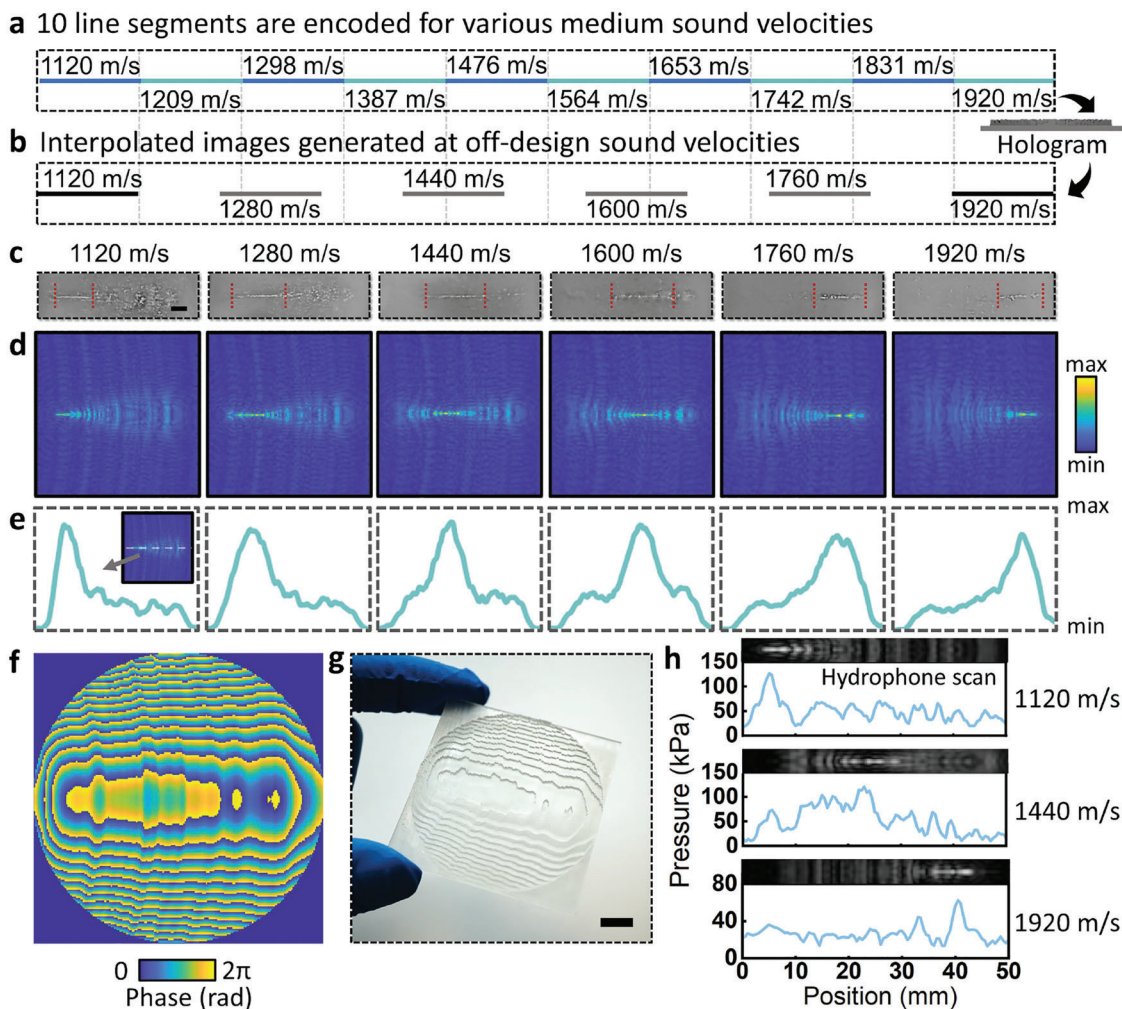 a 10 line segments are encoded for various medium sound velocities
1120 m/s 1298 m/s 1476 m/s 1653 m/s 1831 m/s
1209 m/s 1387 m/s 1564 m/s 1742 m/s 1920 m/s
b Interpolated images generated at off-design sound velocities
Hologram
1120 m/s 1440 m/s 1760 m/s
1280 m/s 1600 m/s 1920 m/s
c 1120 m/s 1280 m/s 1440 m/s 1600 m/s 1760 m/s 1920 m/s
d
max
min
e
max
min
f
0 2π
Phase (rad)
g
h
Hydrophone scan
150
100
50
0
1120 m/s
150
100
50
0
1440 m/s
80
40
0
1920 m/s
Pressure (kPa)
0 10 20 30 40 50
Position (mm)